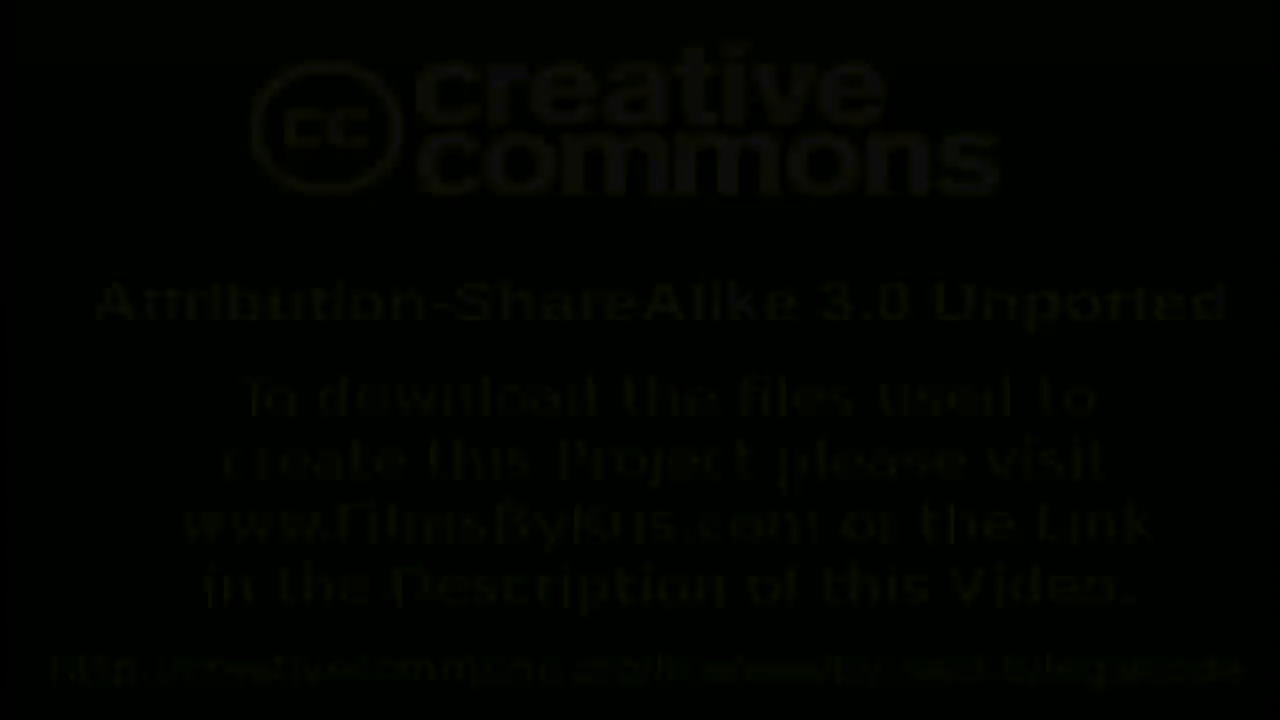 cc creative
commons
Attribution-ShareAlike 3.0 Unported
To download the files used to
create this Project please visit
www.FilmsByKris.com or the Link
in the Description of this Video.